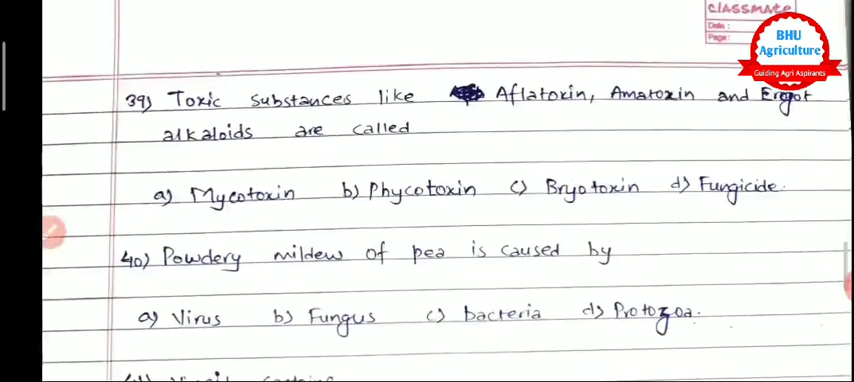 CLASSMATE
Date :
Page :
BHU
Agriculture
Guiding Agri Aspirants
39) Toxic substances like Aflatoxin, Amatoxin and Ergot
alkaloids are called
a) Mycotoxin b) Phycotoxin c) Bryotoxin d) Fungicide.
40) Powdery mildew of pea is caused by
a) Virus b) Fungus c) bacteria d) Protozoa.